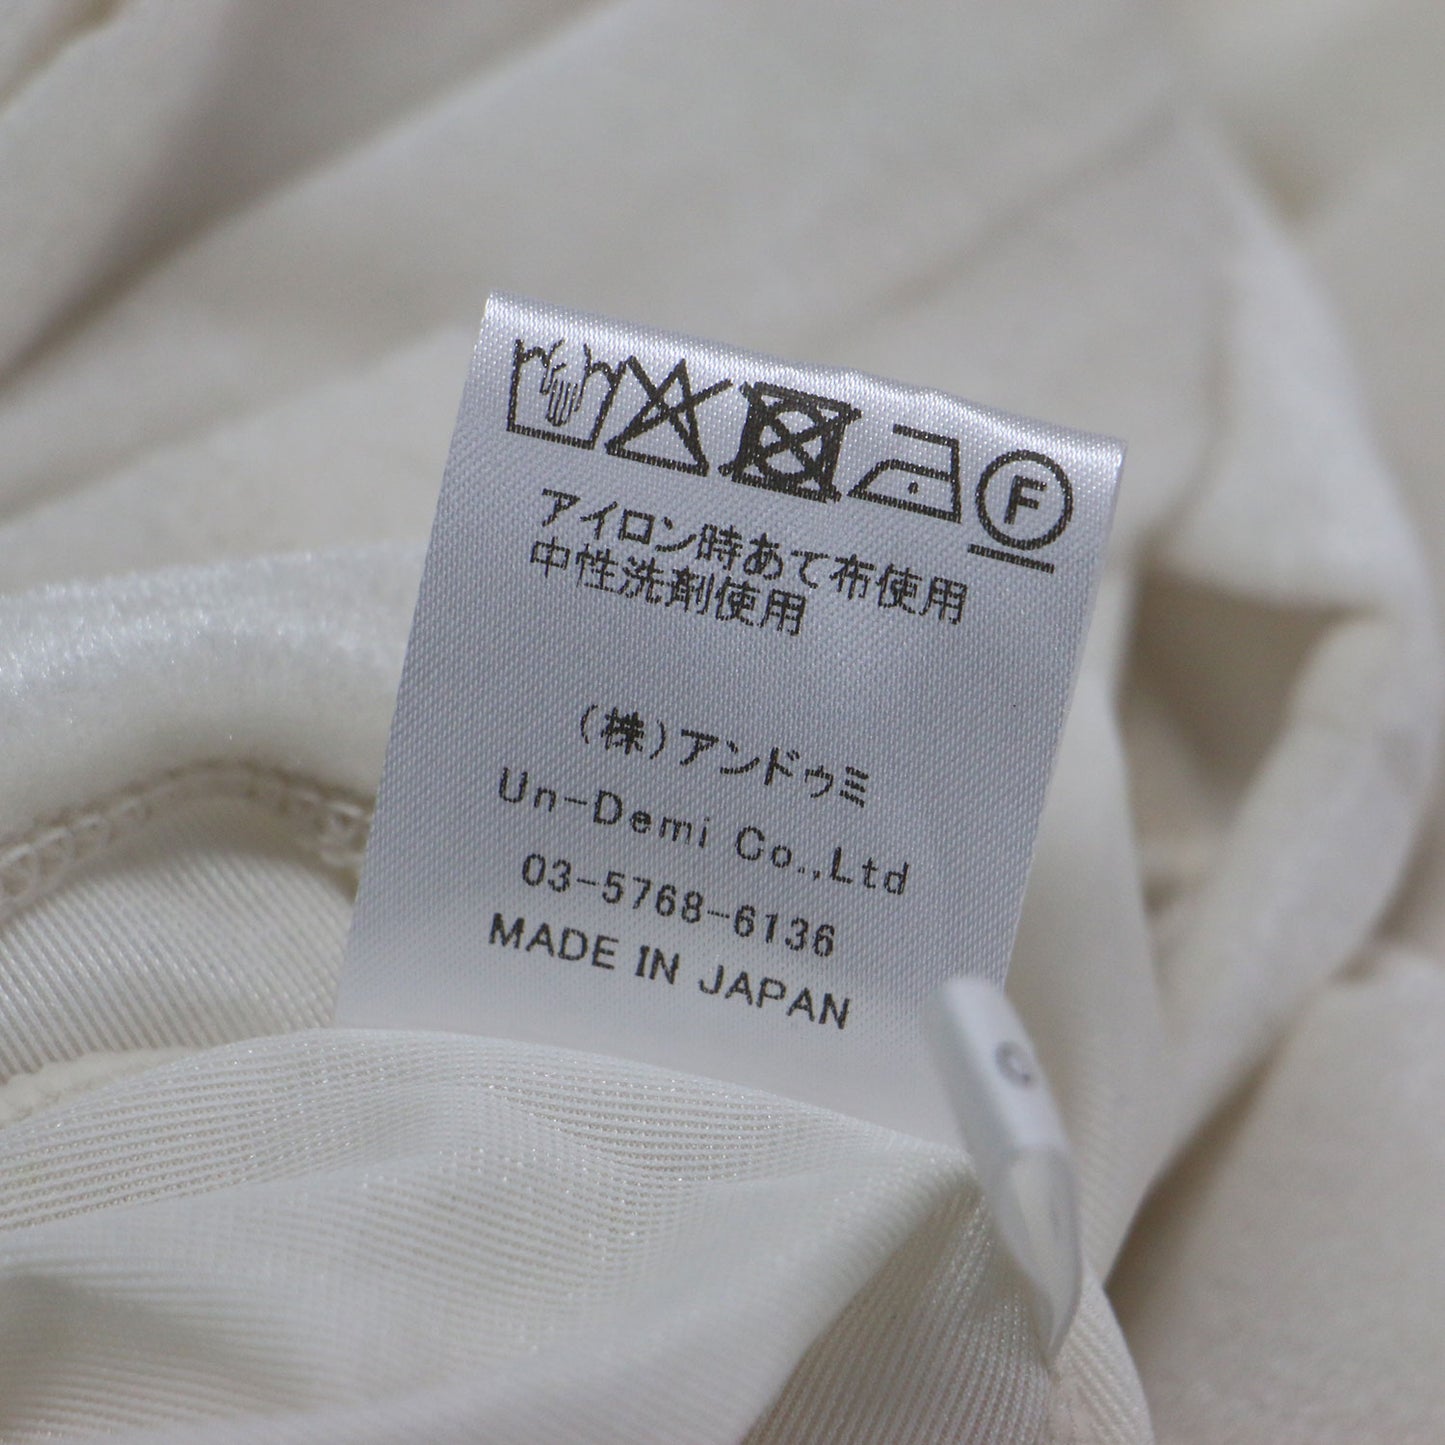 F
アイロン時あて布使用
中性洗剤使用
(株)アンドゥミ
Un-Demi Co.,Ltd
03-5768-6136
MADE IN JAPAN